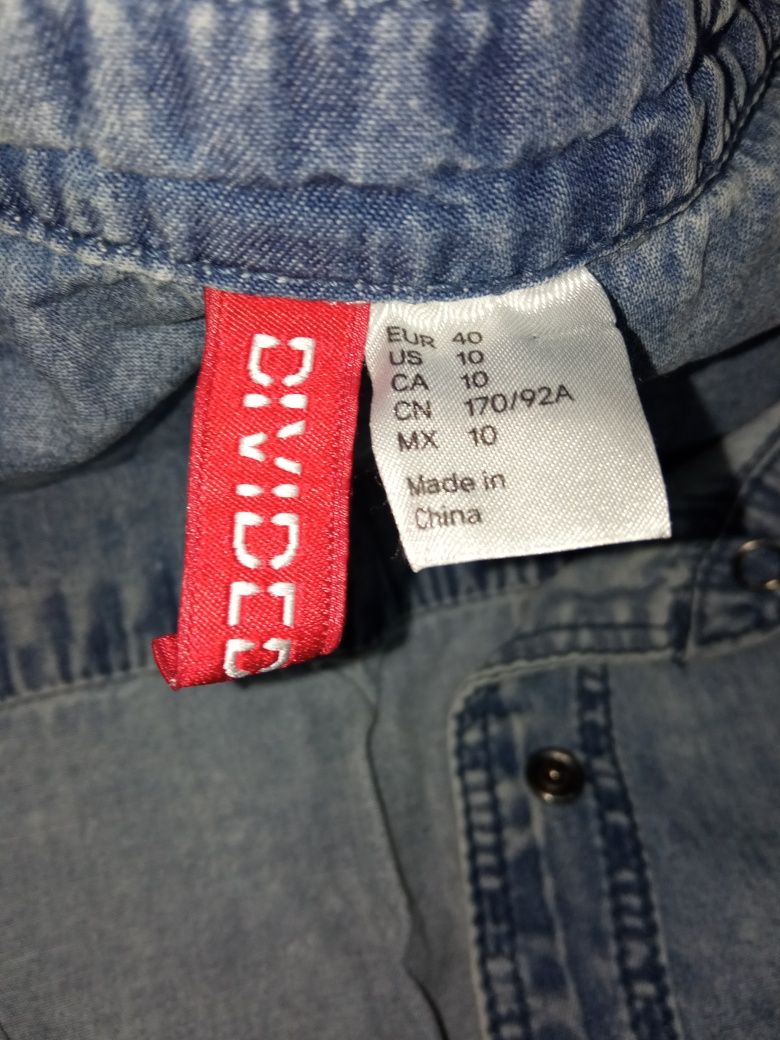 DIVIDED
EUR 40
US 10
CA 10
CN 170/92A
MX 10
Made in
China